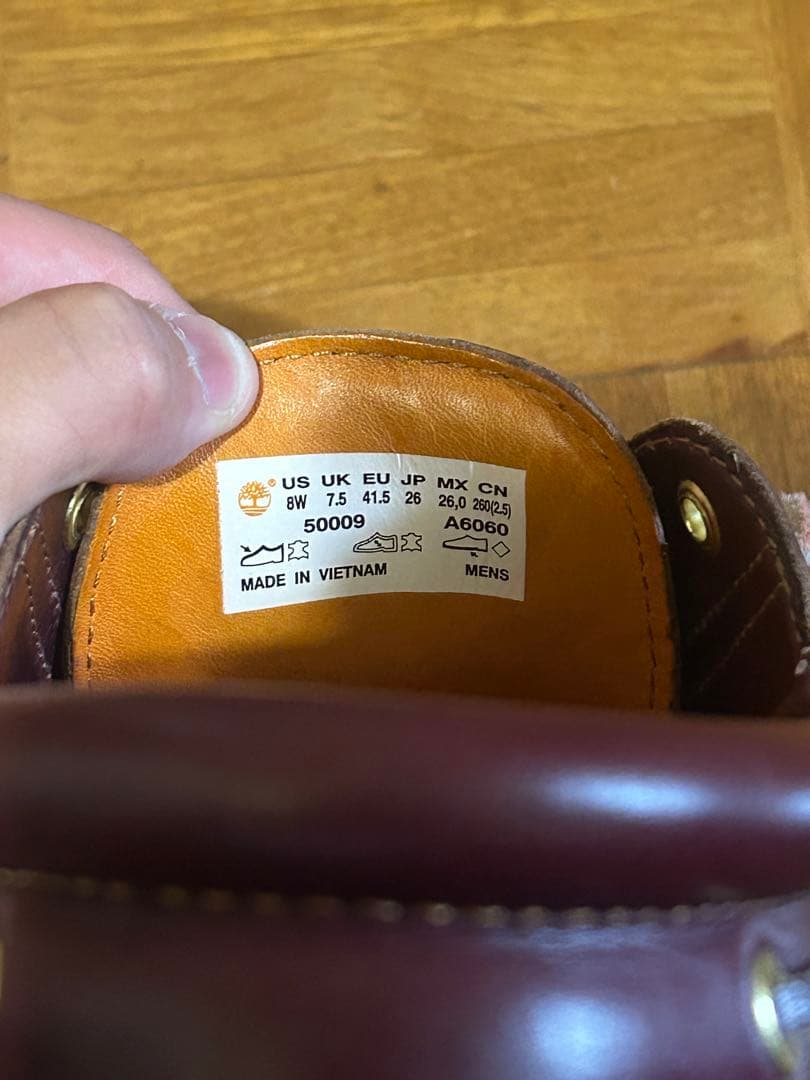 ® US UK EU JP MX CN
8W 7.5 41.5 26 26,0 260(2.5)
50009 A6060
MADE IN VIETNAM MENS